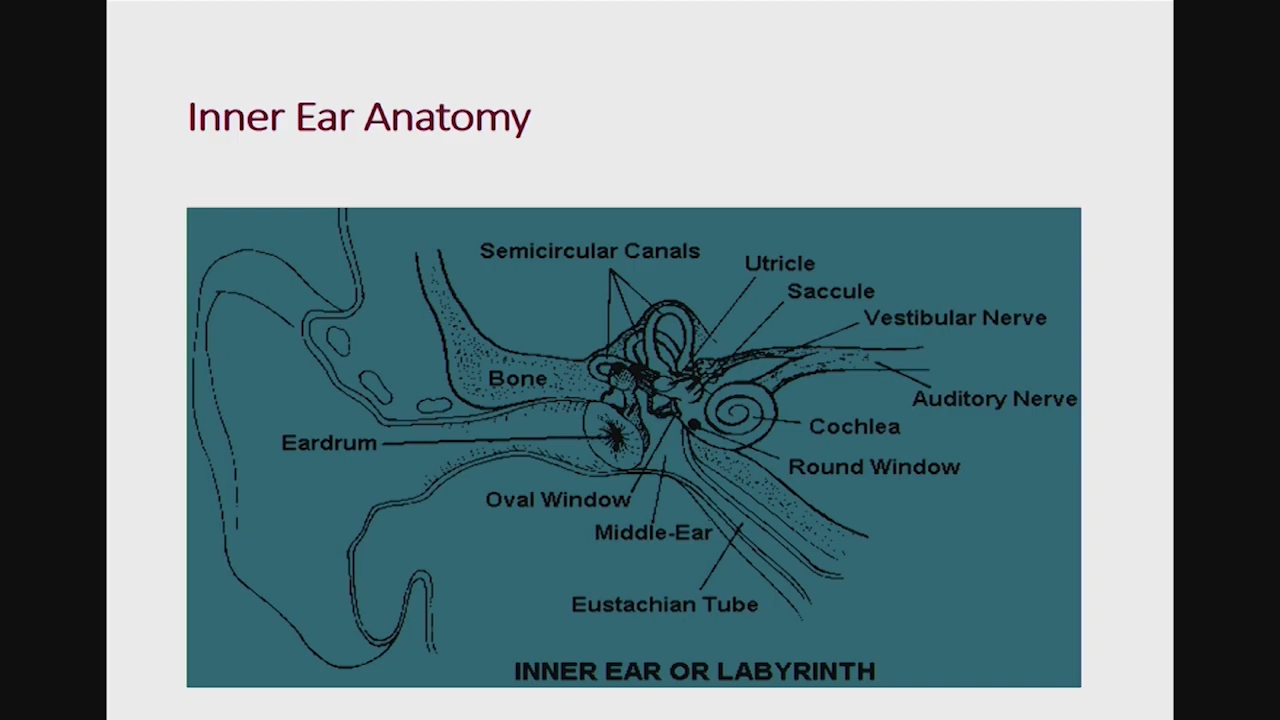 Inner Ear Anatomy
Semicircular Canals
Utricle
Saccule
Vestibular Nerve
Bone
Auditory Nerve
Cochlea
Eardrum
Round Window
Oval Window
Middle-Ear
Eustachian Tube
INNER EAR OR LABYRINTH